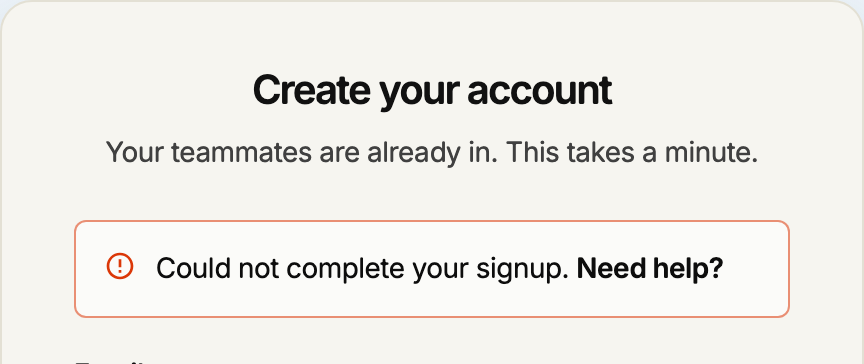 Create your account
Your teammates are already in. This takes a minute.
Could not complete your signup. Need help?